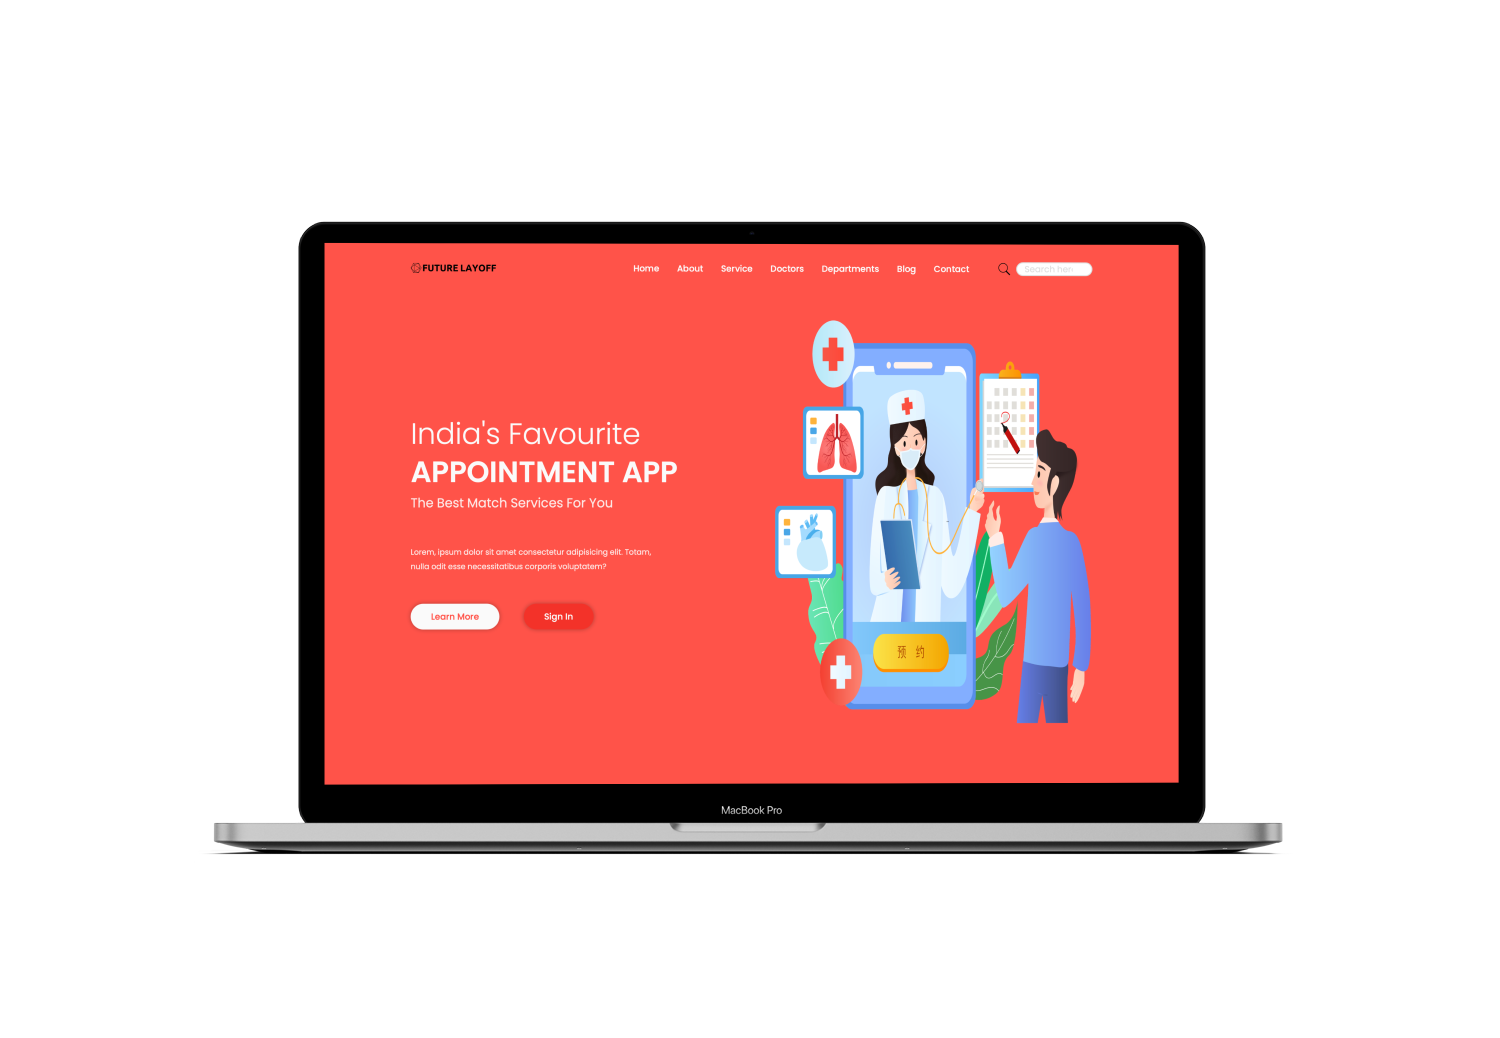 FUTURE LAYOFF
Home About Service Doctors Departments Blog Contact
Search her
India's Favourite
APPOINTMENT APP
The Best Match Services For You
Lorem, ipsum dolor sit amet consectetur adipisicing elit. Totam,
nulla odit esse necessitatibus corporis voluptatem?
Learn More
Sign In
预 约
MacBook Pro